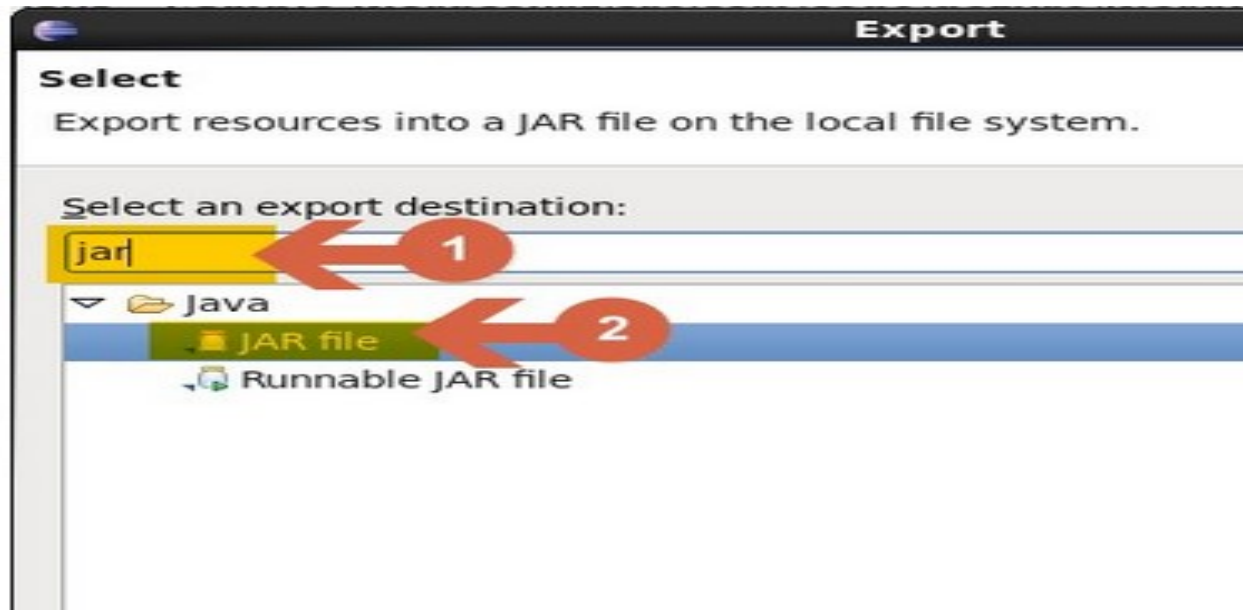 Export
Select
Export resources into a JAR file on the local file system.
Select an export destination:
jar
1
Java
JAR file
2
Runnable JAR file